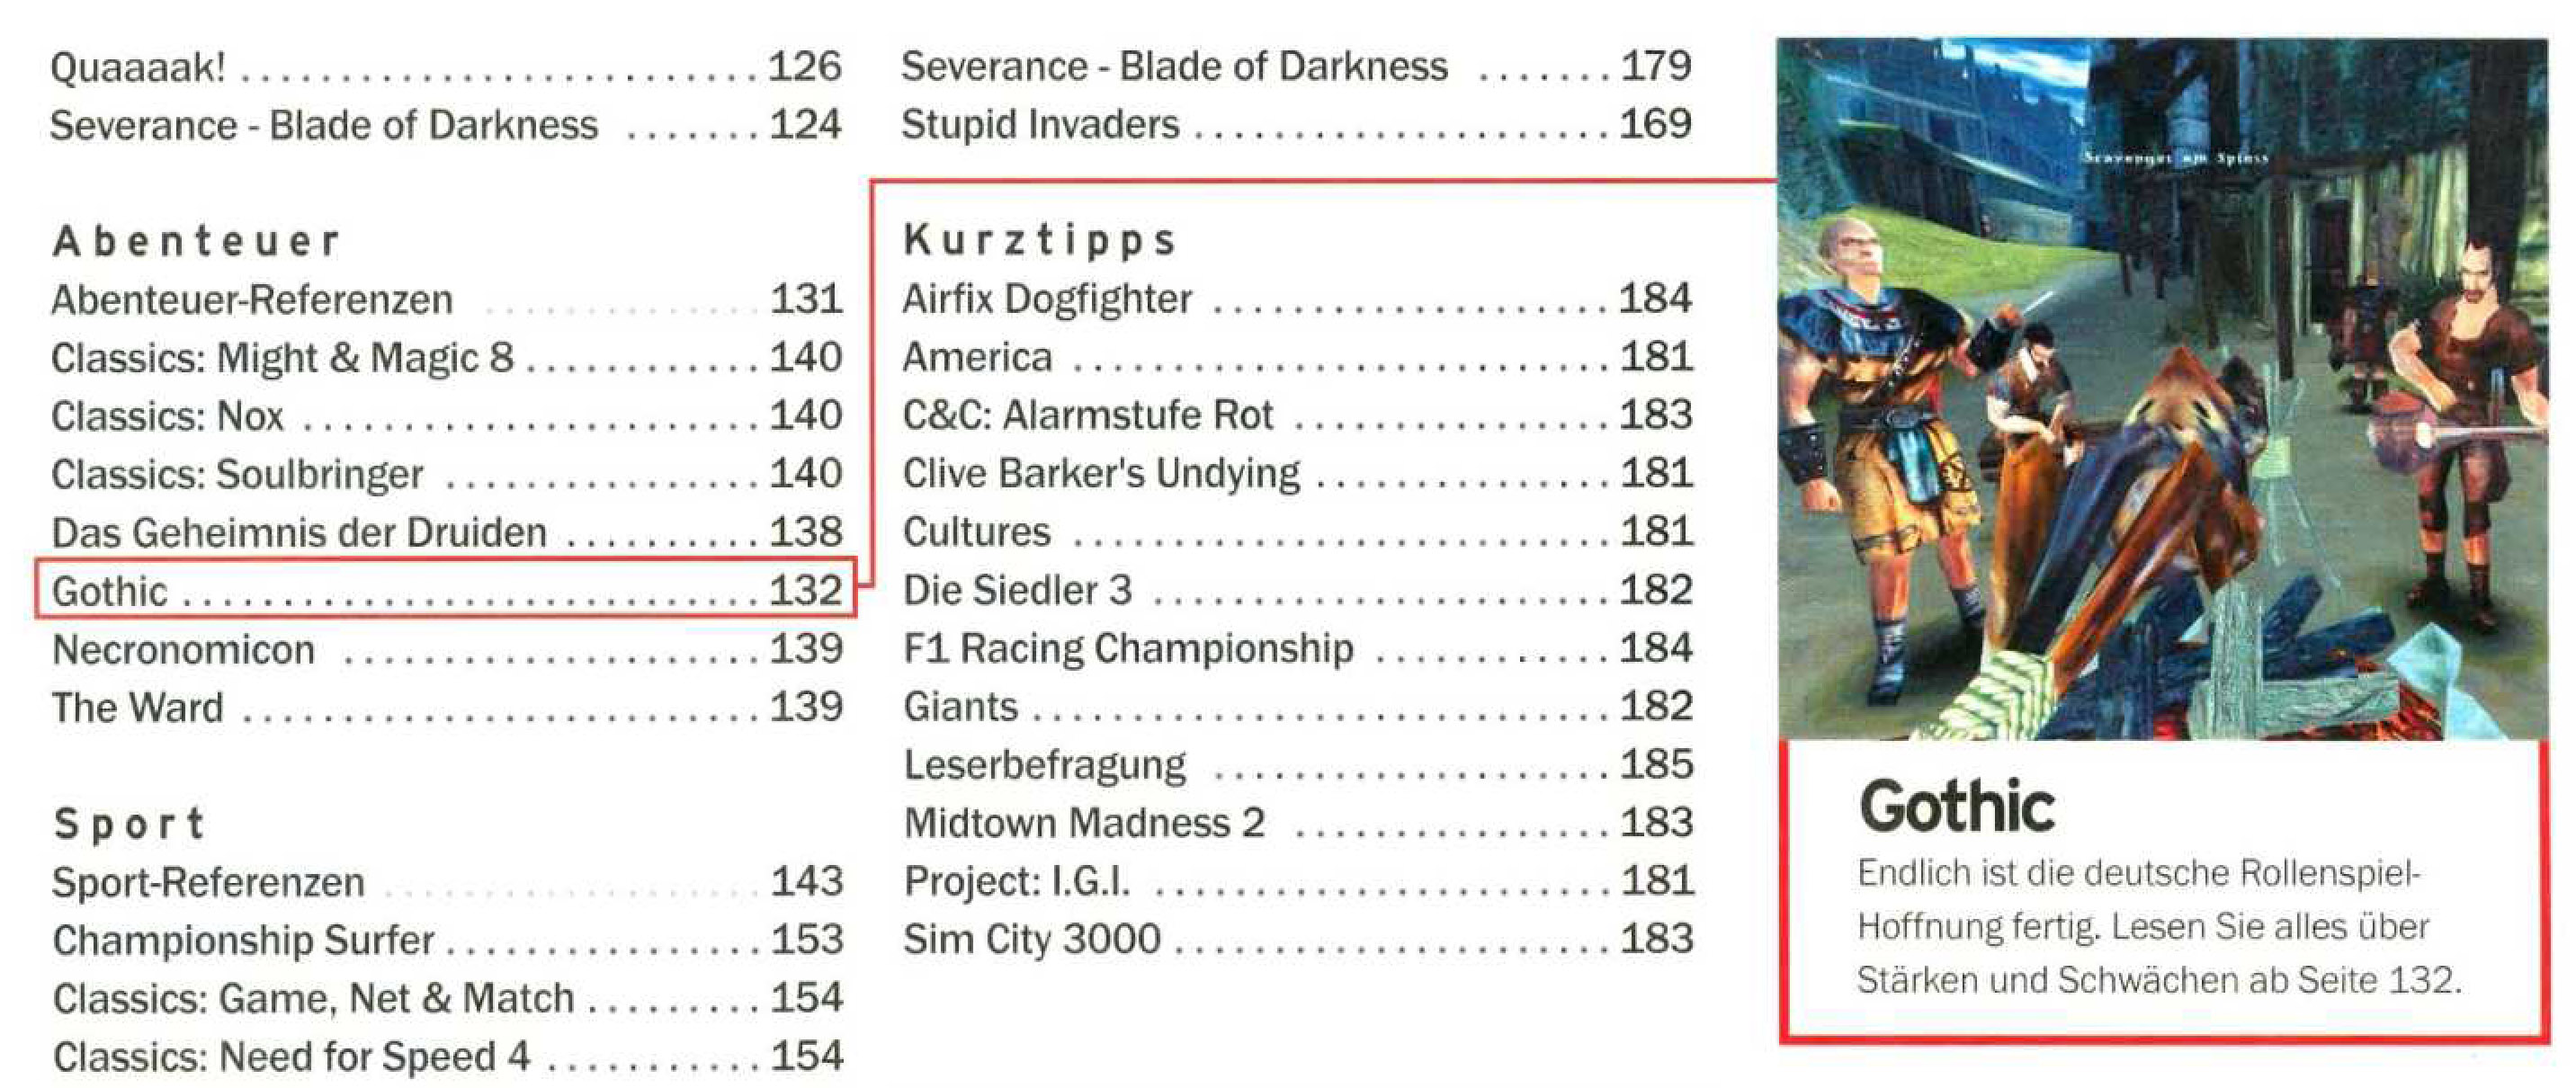 Quaaaak! ......................... 126
Severance - Blade of Darkness ....... 124
Abenteuer
Abenteuer-Referenzen .............. 131
Classics: Might & Magic 8 ............ 140
Classics: Nox ....................... 140
Classics: Soulbringer ................ 140
Das Geheimnis der Druiden .......... 138
Gothic ............................. 132
Necronomicon ..................... 139
The Ward .......................... 139
Sport
Sport-Referenzen ................... 143
Championship Surfer ................ 153
Classics: Game, Net & Match ......... 154
Classics: Need for Speed 4 ........... 154
Severance - Blade of Darkness ....... 179
Stupid Invaders ..................... 169
Kurztipps
Airfix Dogfighter .................... 184
America ........................... 181
C&C: Alarmstufe Rot ................ 183
Clive Barker's Undying ............... 181
Cultures ........................... 181
Die Siedler 3 ....................... 182
F1 Racing Championship ............ 184
Giants ............................. 182
Leserbefragung .................... 185
Midtown Madness 2 ................ 183
Project: I.G.I. ....................... 181
Sim City 3000 ...................... 183
Scavenger am Spiess
Gothic
Endlich ist die deutsche Rollenspiel-
Hoffnung fertig. Lesen Sie alles über
Stärken und Schwächen ab Seite 132.